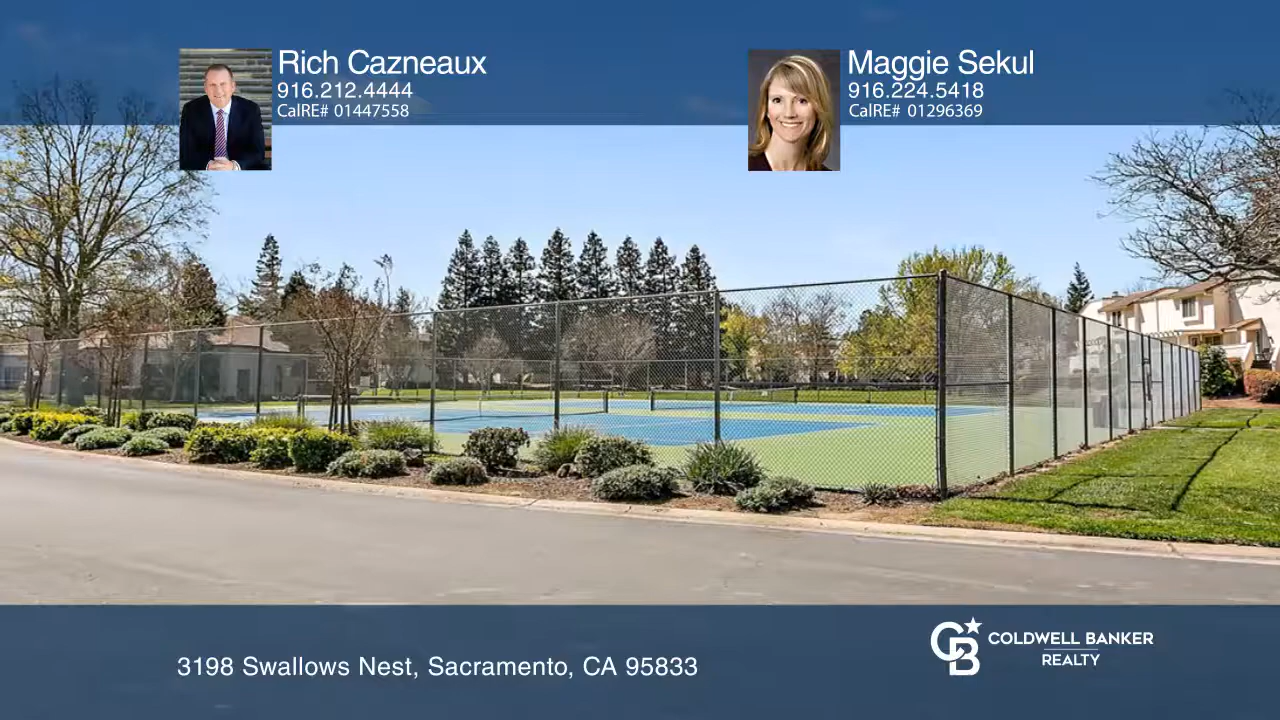 Rich Cazneaux
916.212.4444
CalRE# 01447558
Maggie Sekul
916.224.5418
CalRE# 01296369
3198 Swallows Nest, Sacramento, CA 95833
CB
COLDWELL BANKER
REALTY